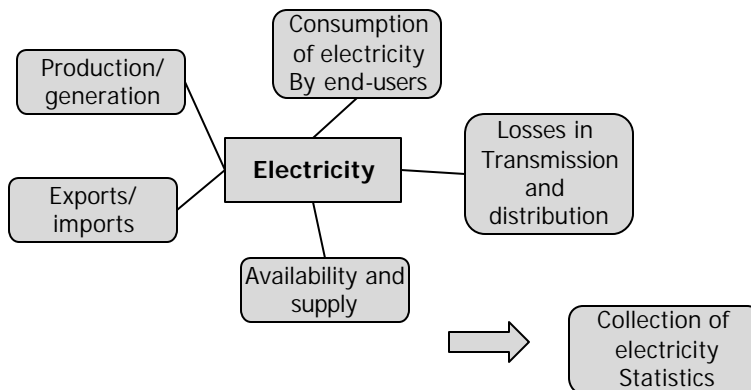 Consumption
of electricity
By end-users
Production/
generation
Electricity
Losses in
Transmission
and
distribution
Exports/
imports
Availability and
supply
Collection of
electricity
Statistics